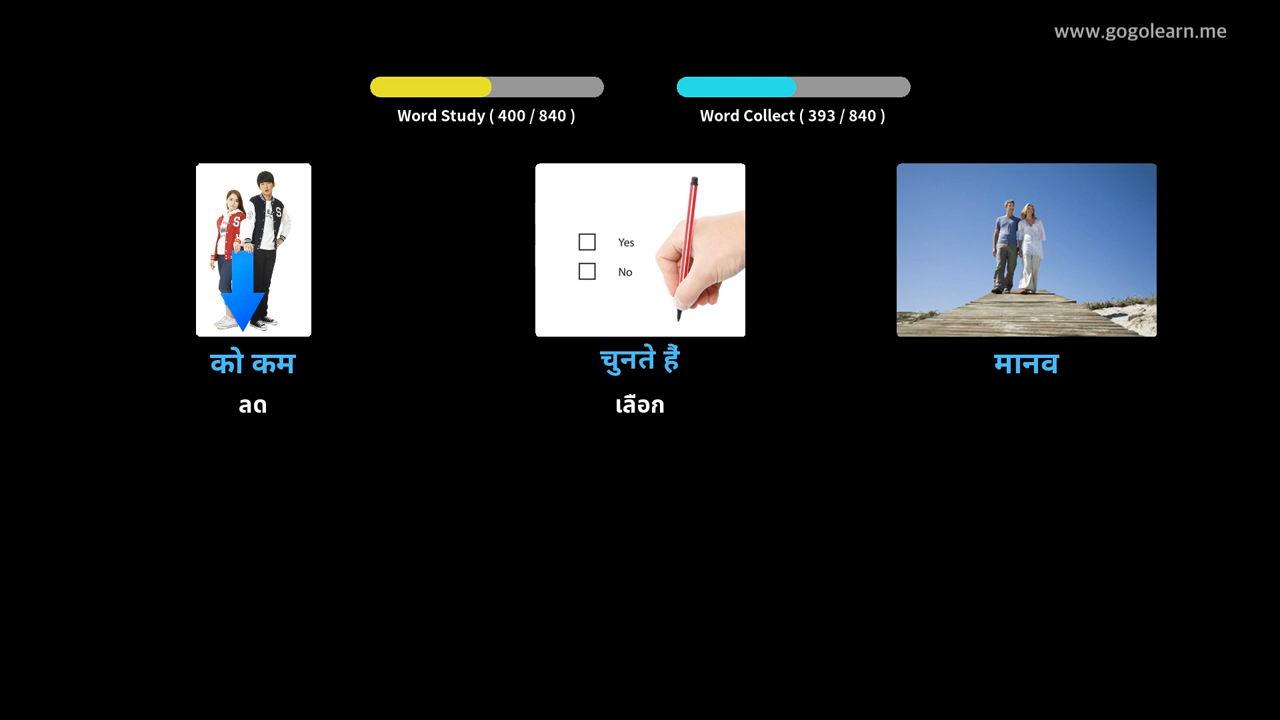 www.gogolearn.me
Word Study ( 400 / 840 )
Word Collect ( 393 / 840 )
Yes
No
को कम
चुनते हैं
मानव
ลด
เลือก